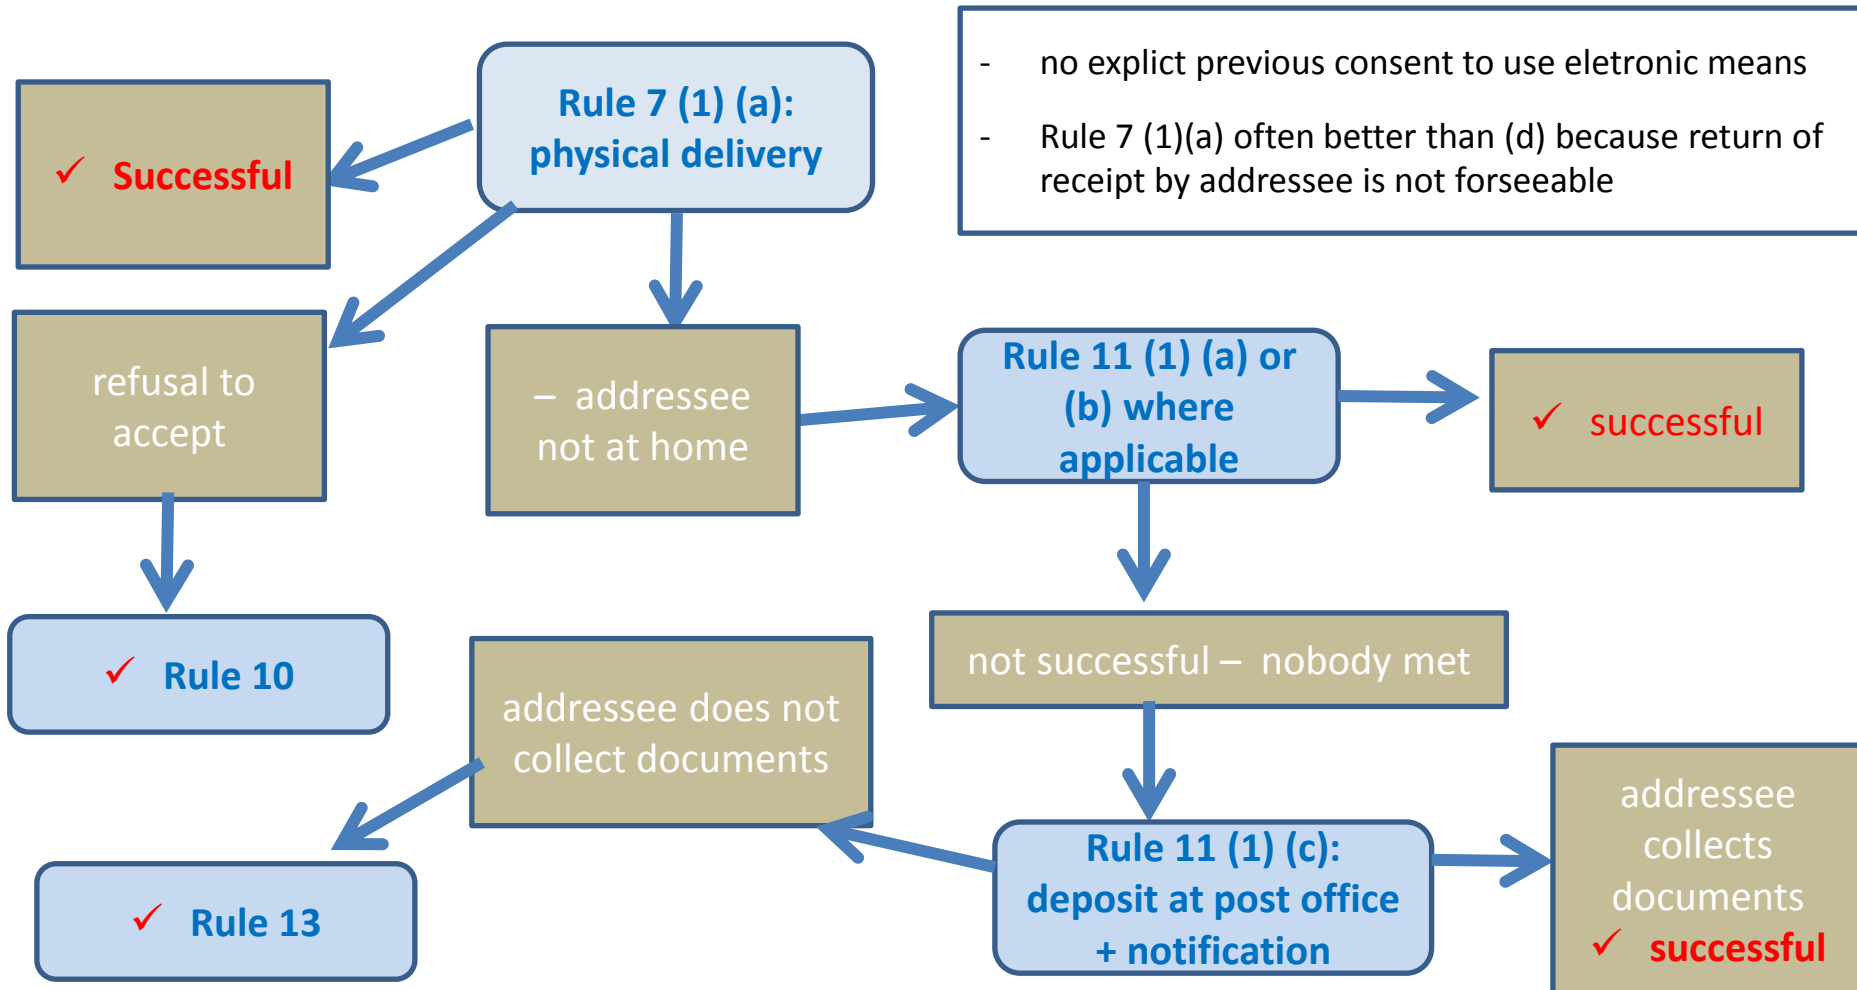 Rule 7 (1) (a):
physical delivery
- no explict previous consent to use eletronic means
- Rule 7 (1)(a) often better than (d) because return of
receipt by addressee is not forseeable
✓ Successful
refusal to
accept
– addressee
not at home
Rule 11 (1) (a) or
(b) where
applicable
✓ successful
✓ Rule 10
not successful – nobody met
addressee does not
collect documents
✓ Rule 13
Rule 11 (1) (c):
deposit at post office
+ notification
addressee
collects
documents
✓ successful